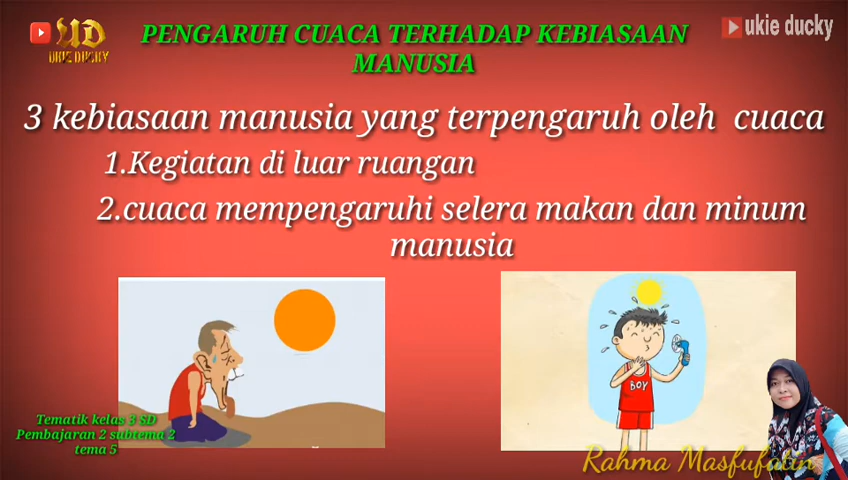 UD
UKIE DUCKY
ukie ducky
PENGARUH CUACA TERHADAP KEBIASAAN
MANUSIA
3 kebiasaan manusia yang terpengaruh oleh cuaca
1.Kegiatan di luar ruangan
2.cuaca mempengaruhi selera makan dan minum
manusia
BOY
Tematik kelas 3 SD
Pembajaran 2 subtema 2
tema 5
Rahma Masfufatin